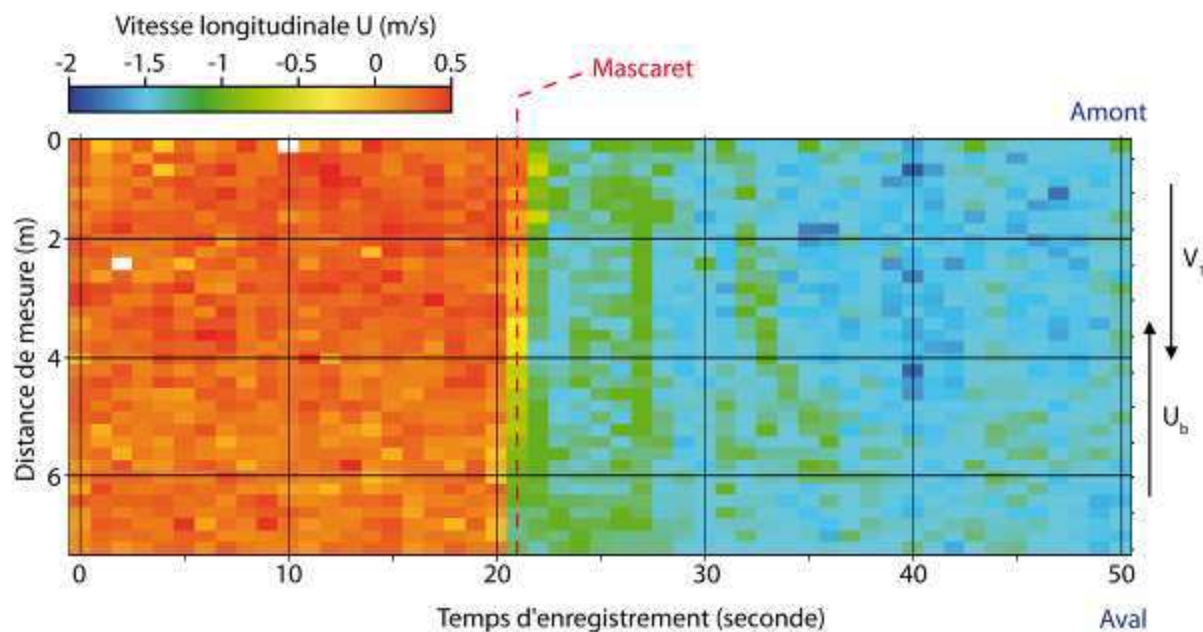 Vitesse longitudinale U (m/s)
-2 -1.5 -1 -0.5 0 0.5
Mascaret
Amont
0
2
4
6
Distance de mesure (m)
V1
Ub
0 10 20 30 40 50
Temps d'enregistrement (seconde)
Aval